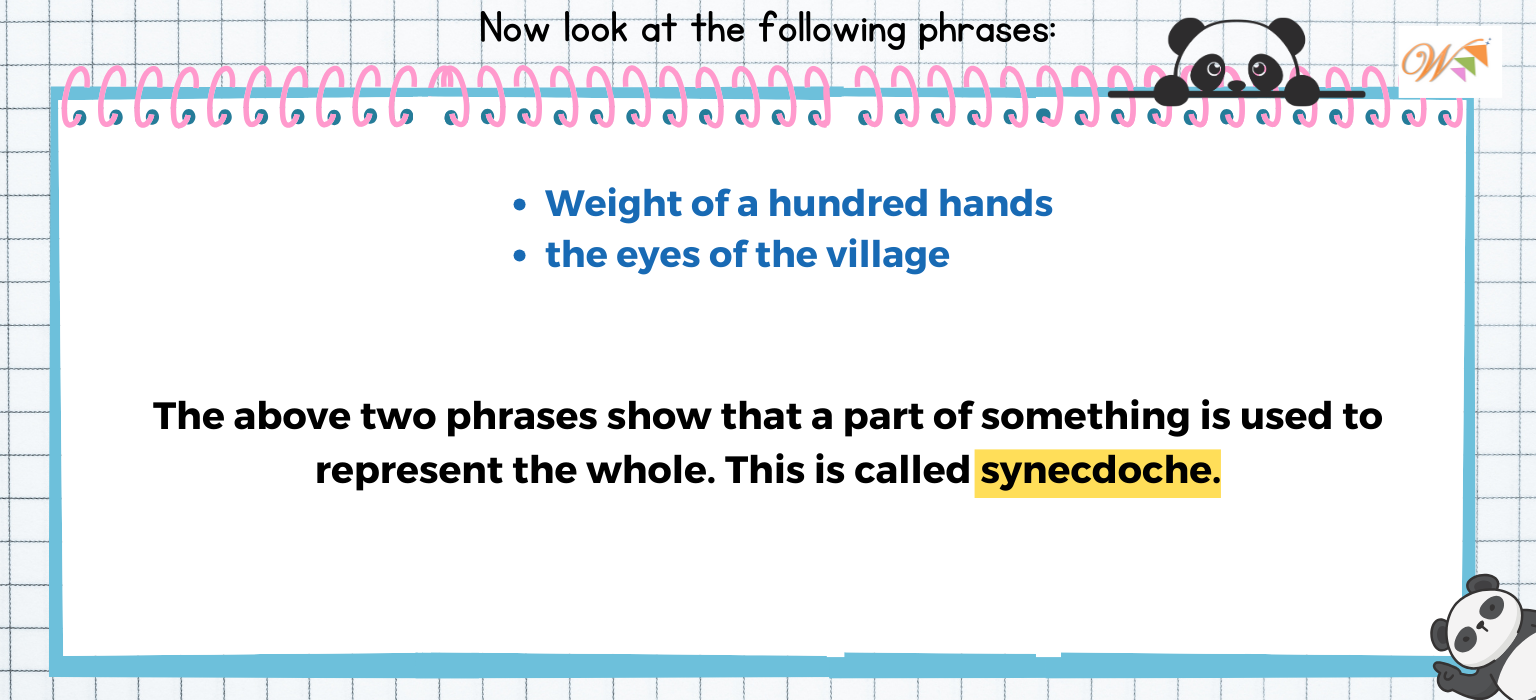 Now look at the following phrases:
W
• Weight of a hundred hands
• the eyes of the village
The above two phrases show that a part of something is used to
represent the whole. This is called synecdoche.